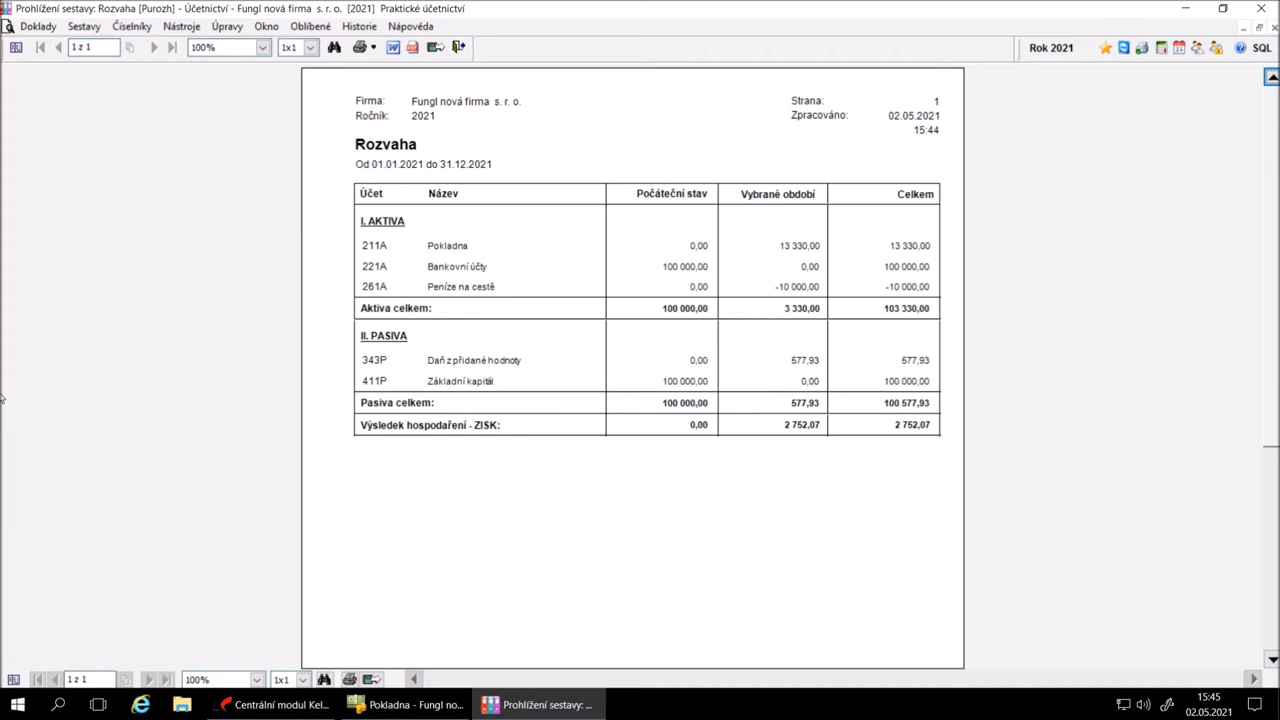 Prohlížení sestavy: Rozvaha [Purozh] - Účetnictví - Fungl nová firma s. r. o. [2021] Praktické účetnictví
Doklady Sestavy Číselníky Nástroje Úpravy Okno Oblíbené Historie Nápověda
1 z 1 100% 1x1 Rok 2021 SQL
Firma: Fungl nová firma s. r. o. Strana: 1
Ročník: 2021 Zpracováno: 02.05.2021
15:44
Rozvaha
Od 01.01.2021 do 31.12.2021
Účet Název Počáteční stav Vybrané období Celkem
I. AKTIVA
211A Pokladna 0,00 13 330,00 13 330,00
221A Bankovní účty 100 000,00 0,00 100 000,00
261A Peníze na cestě 0,00 -10 000,00 -10 000,00
Aktiva celkem: 100 000,00 3 330,00 103 330,00
II. PASIVA
343P Daň z přidané hodnoty 0,00 577,93 577,93
411P Základní kapitál 100 000,00 0,00 100 000,00
Pasiva celkem: 100 000,00 577,93 100 577,93
Výsledek hospodaření - ZISK: 0,00 2 752,07 2 752,07
1 z 1 100% 1x1
Centrální modul Kel... Pokladna - Fungl no... Prohlížení sestavy: ... 15:45
02.05.2021